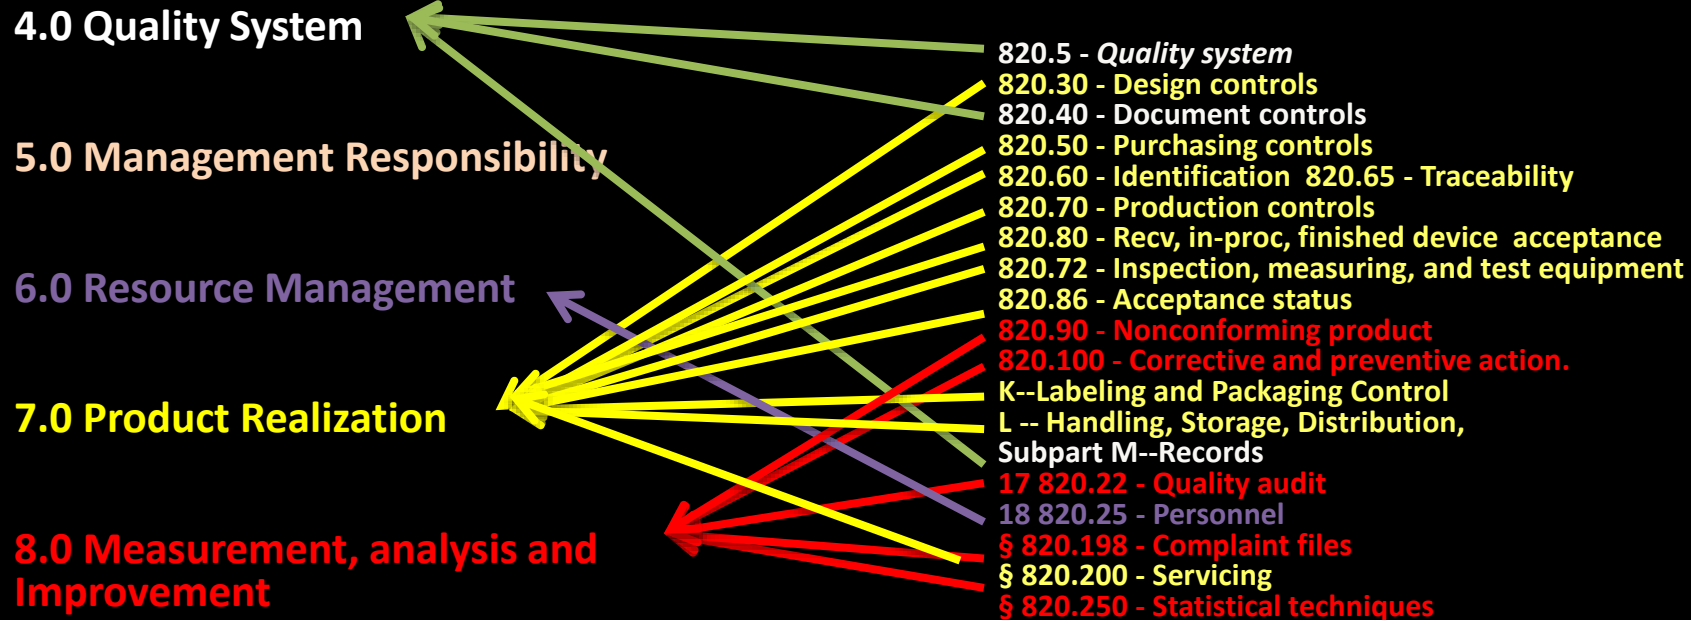 4.0 Quality System
5.0 Management Responsibility
6.0 Resource Management
7.0 Product Realization
8.0 Measurement, analysis and
Improvement
820.5 - Quality system
820.30 - Design controls
820.40 - Document controls
820.50 - Purchasing controls
820.60 - Identification  820.65 - Traceability
820.70 - Production controls
820.80 - Recv, in-proc, finished device  acceptance
820.72 - Inspection, measuring, and test equipment
820.86 - Acceptance status
820.90 - Nonconforming product
820.100 - Corrective and preventive action.
K--Labeling and Packaging Control
L -- Handling, Storage, Distribution,
Subpart M--Records
17 820.22 - Quality audit
18 820.25 - Personnel
§ 820.198 - Complaint files
§ 820.200 - Servicing
§ 820.250 - Statistical techniques